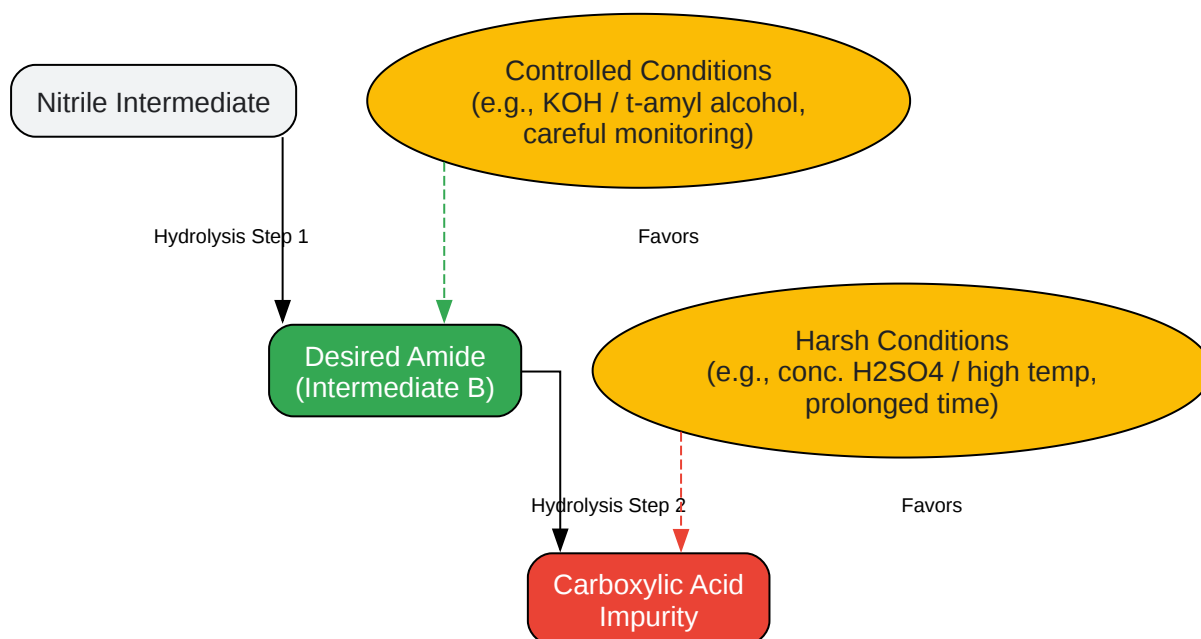 Nitrile Intermediate
Controlled Conditions
(e.g., KOH / t-amyl alcohol,
careful monitoring)
Hydrolysis Step 1
Favors
Desired Amide
(Intermediate B)
Harsh Conditions
(e.g., conc. H2SO4 / high temp,
prolonged time)
Hydrolysis Step 2
Favors
Carboxylic Acid
Impurity